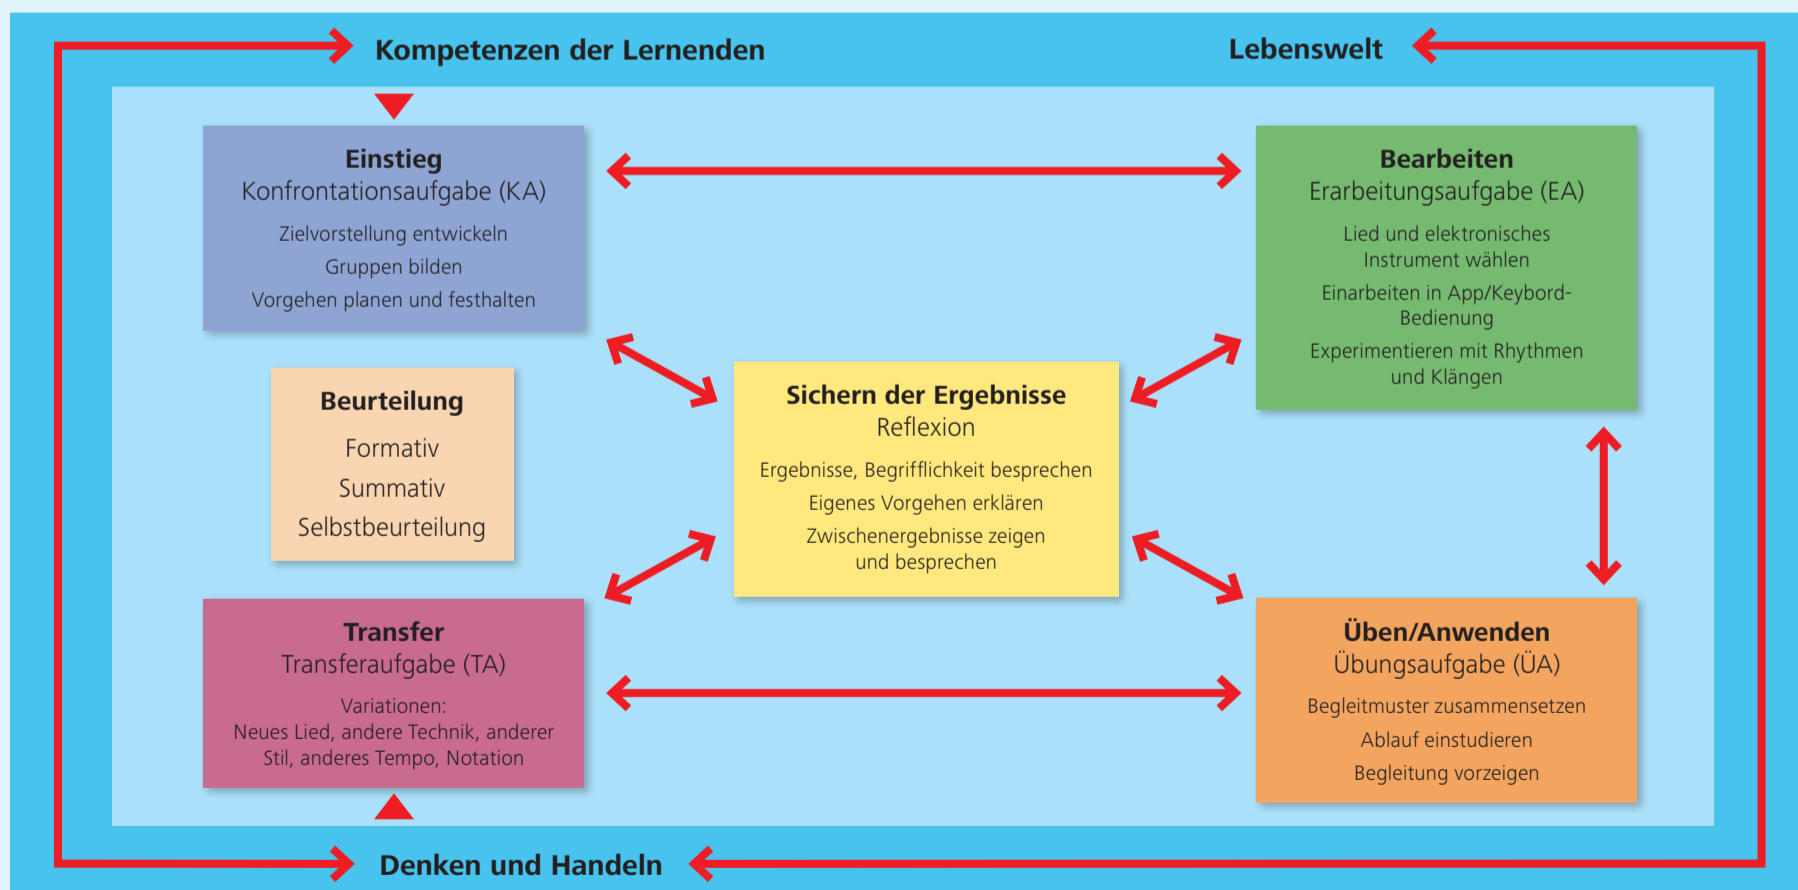 Kompetenzen der Lernenden
Lebenswelt
Einstieg
Konfrontationsaufgabe (KA)
Zielvorstellung entwickeln
Gruppen bilden
Vorgehen planen und festhalten
Bearbeiten
Erarbeitungsaufgabe (EA)
Lied und elektronisches
Instrument wählen
Einarbeiten in App/Keybord-
Bedienung
Experimentieren mit Rhythmen
und Klängen
Beurteilung
Formativ
Summativ
Selbstbeurteilung
Sichern der Ergebnisse
Reflexion
Ergebnisse, Begrifflichkeit besprechen
Eigenes Vorgehen erklären
Zwischenergebnisse zeigen
und besprechen
Transfer
Transferaufgabe (TA)
Variationen:
Neues Lied, andere Technik, anderer
Stil, anderes Tempo, Notation
Üben/Anwenden
Übungsaufgabe (ÜA)
Begleitmuster zusammensetzen
Ablauf einstudieren
Begleitung vorzeigen
Denken und Handeln